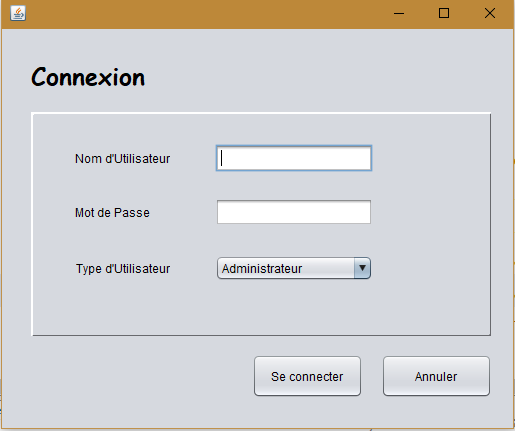 Connexion
Nom d'Utilisateur
Mot de Passe
Type d'Utilisateur Administrateur
Se connecter Annuler